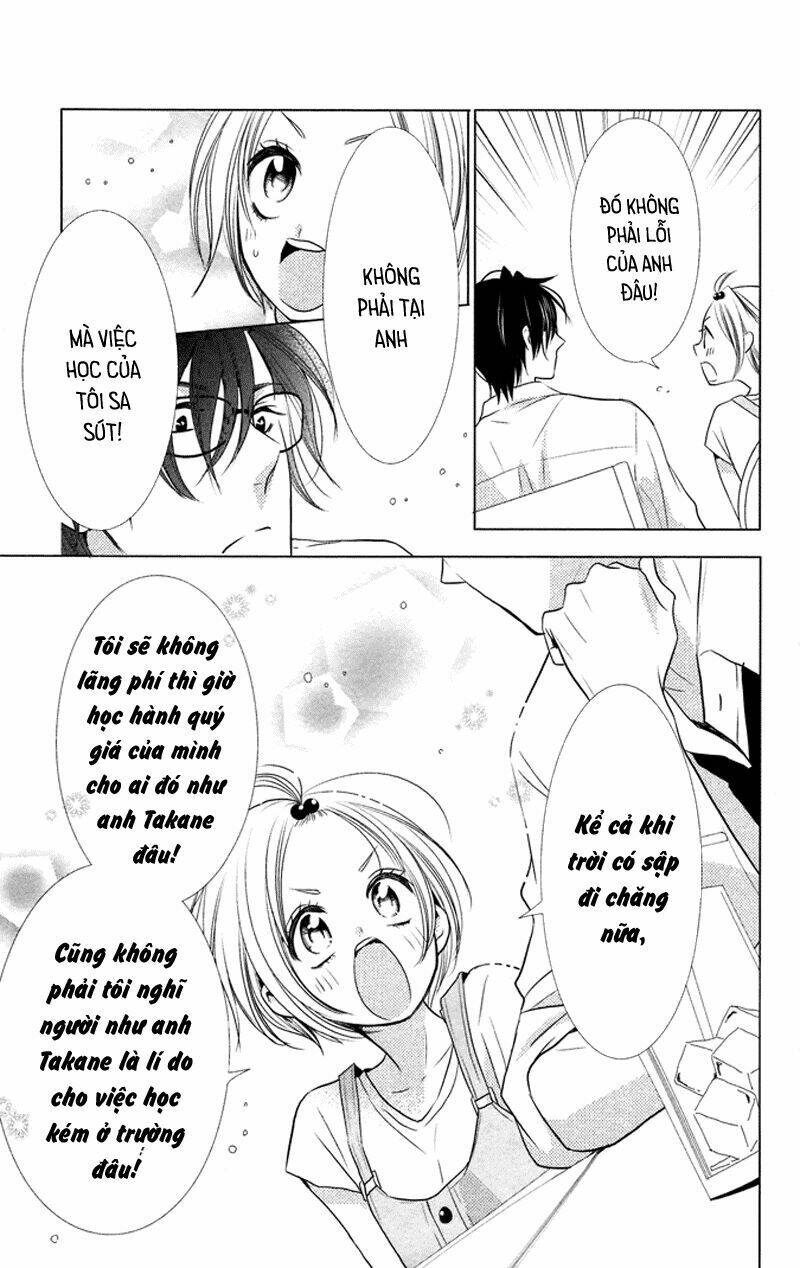 ĐÓ KHÔNG
PHẢI LỖI
CỦA ANH
ĐÂU!
KHÔNG
PHẢI TẠI
ANH
MÀ VIỆC
HỌC CỦA
TÔI SA
SÚT!
Kể cả khi
trời có sập
đi chăng
nữa,
Tôi sẽ không
lãng phí thì giờ
học hành quý
giá của mình
cho ai đó như
anh Takane
đâu!
Cũng không
phải tôi nghĩ
người như anh
Takane là lí do
cho việc học
kém ở trường
đâu!